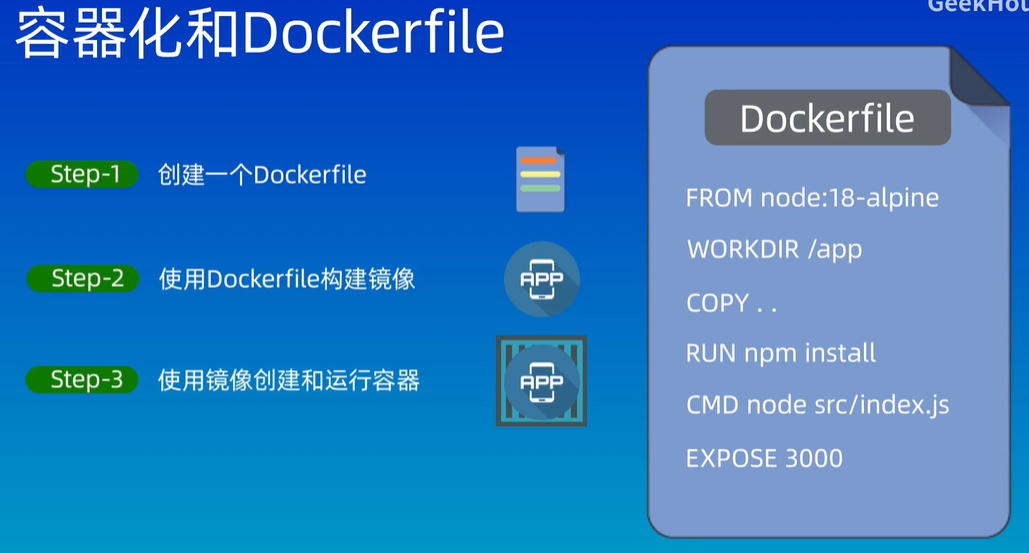 容器化和Dockerfile
Step-1 创建一个Dockerfile
Step-2 使用Dockerfile构建镜像
APP
Step-3 使用镜像创建和运行容器
APP
Dockerfile
FROM node:18-alpine
WORKDIR /app
COPY . .
RUN npm install
CMD node src/index.js
EXPOSE 3000